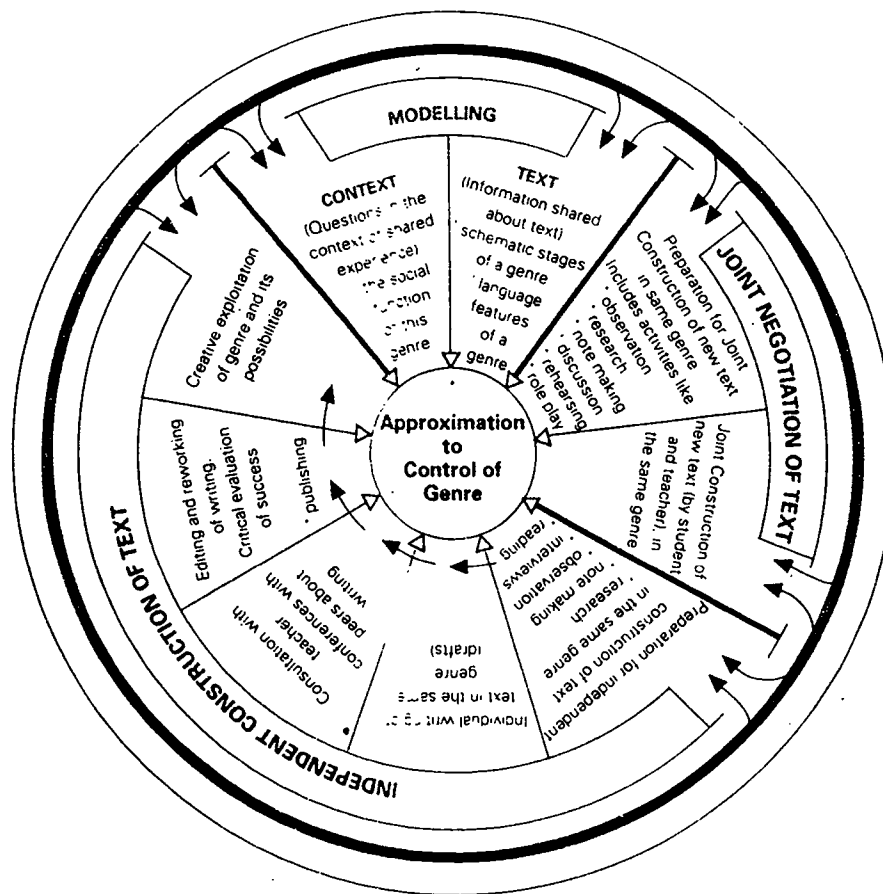 MODELLING
CONTEXT
(Questions in the
context of shared
experience)
the social
function
of this
genre
TEXT
(Information shared
about text)
· schematic stages
of a genre
· language
features
of a
genre
JOINT NEGOTIATION OF TEXT
Preparation for Joint
Construction of new text
in same genre
Includes activities like
· observation
· research
· note making
· discussion
· rehearsing
· role play
Joint Construction of
new text (by student
and teacher), in
the same genre
INDEPENDENT CONSTRUCTION OF TEXT
Preparation for independent
construction of text
in the same genre
· research
· note making
· observation
· interviews
· reading
Individual writing
text in the same
genre
(drafts)
Consultation with
teacher
conferences with
peers about
writing
Editing and reworking
of writing.
Critical evaluation
of success
· publishing
Creative exploitation
of genre and its
possibilities
Approximation
to
Control of
Genre